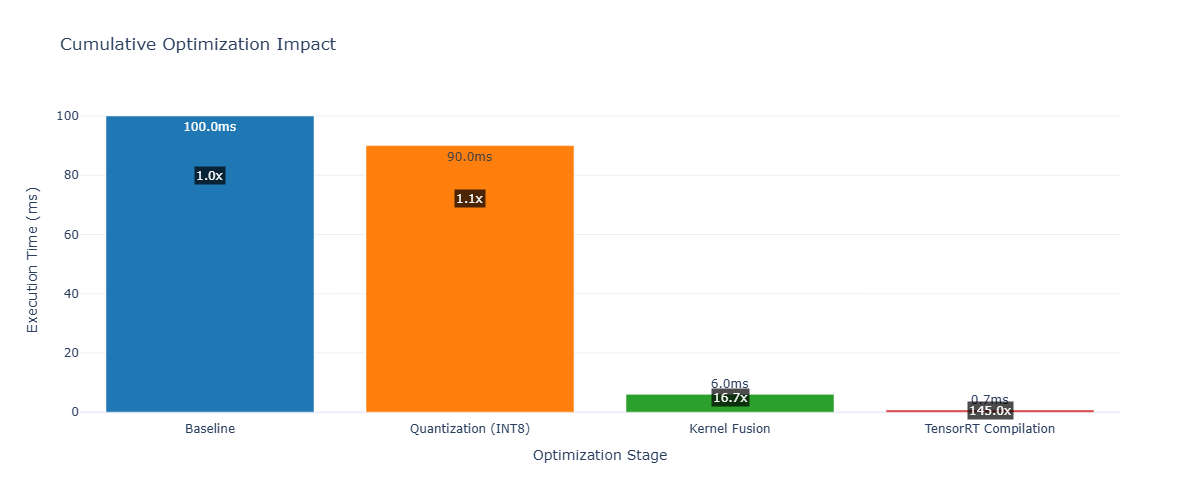 Cumulative Optimization Impact
Execution Time (ms)
100
80
60
40
20
0
100.0ms
1.0x
90.0ms
1.1x
6.0ms
16.7x
0.7ms
145.0x
Baseline
Quantization (INT8)
Kernel Fusion
TensorRT Compilation
Optimization Stage